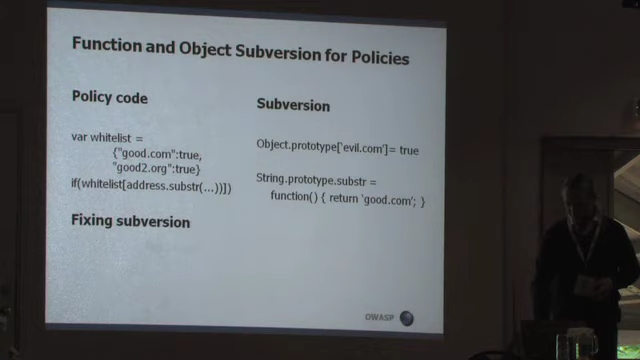 Function and Object Subversion for Policies
Policy code
var whitelist =
{"good.com":true,
"good2.org":true}
if(whitelist[address.substr(...))])
Fixing subversion
Subversion
Object.prototype['evil.com']= true
String.prototype.substr =
function() { return 'good.com'; }
OWASP